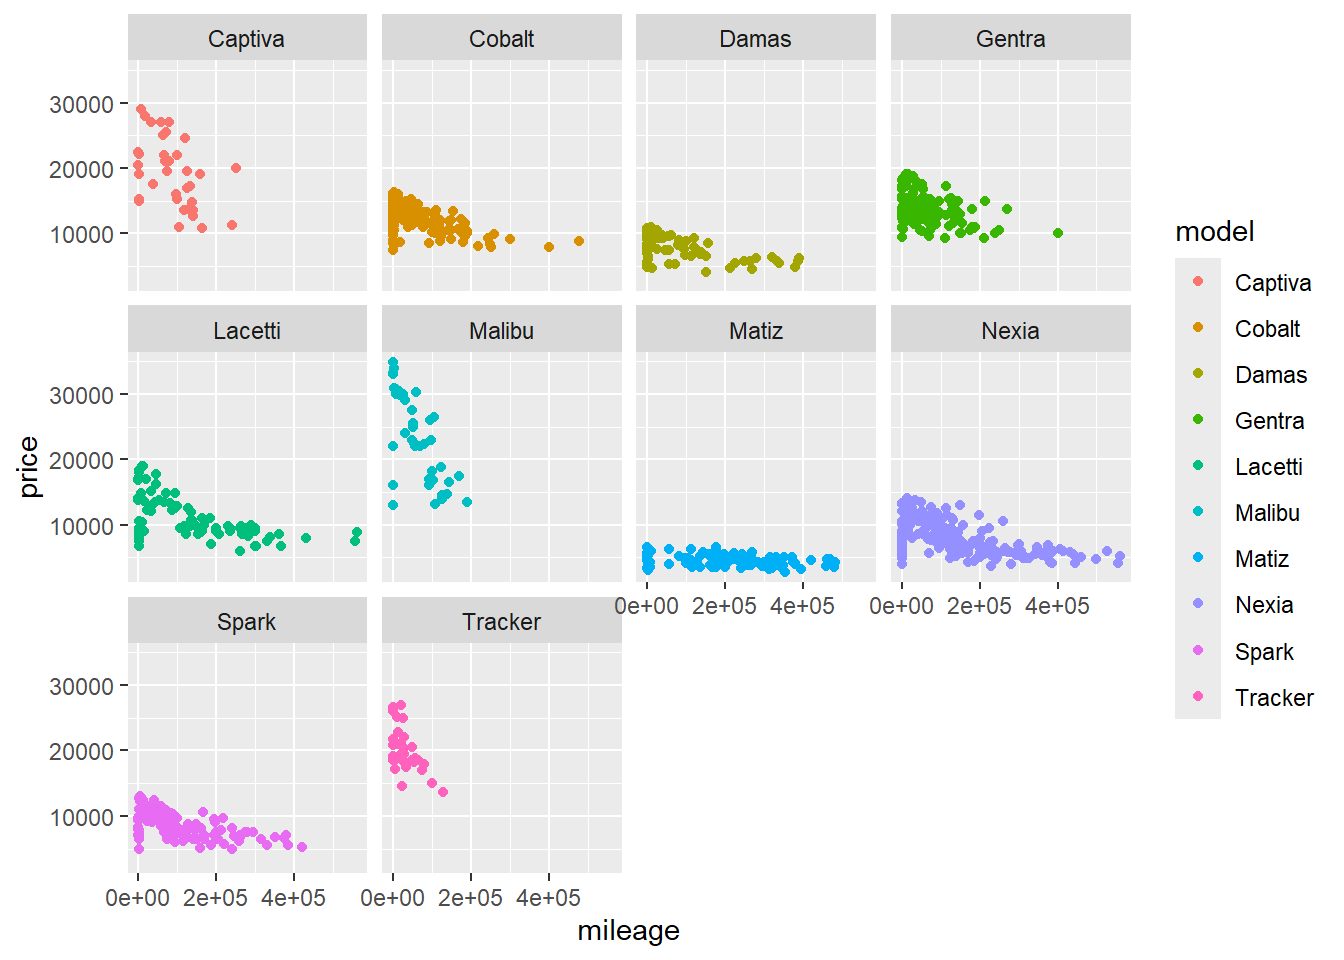 Captiva Cobalt Damas Gentra
30000
20000
10000
Lacetti Malibu Matiz Nexia
30000
20000
10000
0e+00 2e+05 4e+05 0e+00 2e+05 4e+05
Spark Tracker
30000
20000
10000
0e+00 2e+05 4e+05 0e+00 2e+05 4e+05
mileage
price
model
Captiva
Cobalt
Damas
Gentra
Lacetti
Malibu
Matiz
Nexia
Spark
Tracker